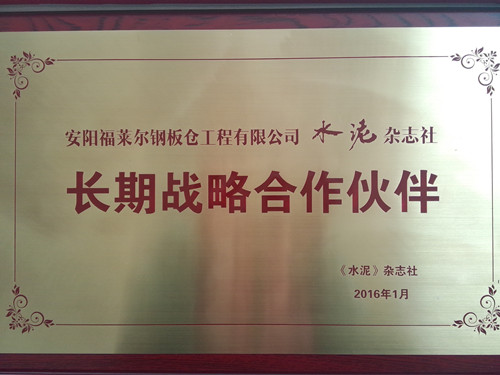 安阳福莱尔钢板仓工程有限公司 水泥 杂志社
长期战略合作伙伴
《水泥》杂志社
2016年1月